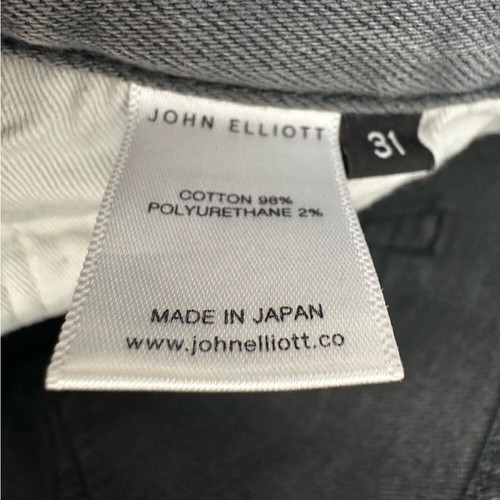 JOHN ELLIOTT
31
COTTON 98%
POLYURETHANE 2%
MADE IN JAPAN
www.johnelliott.co